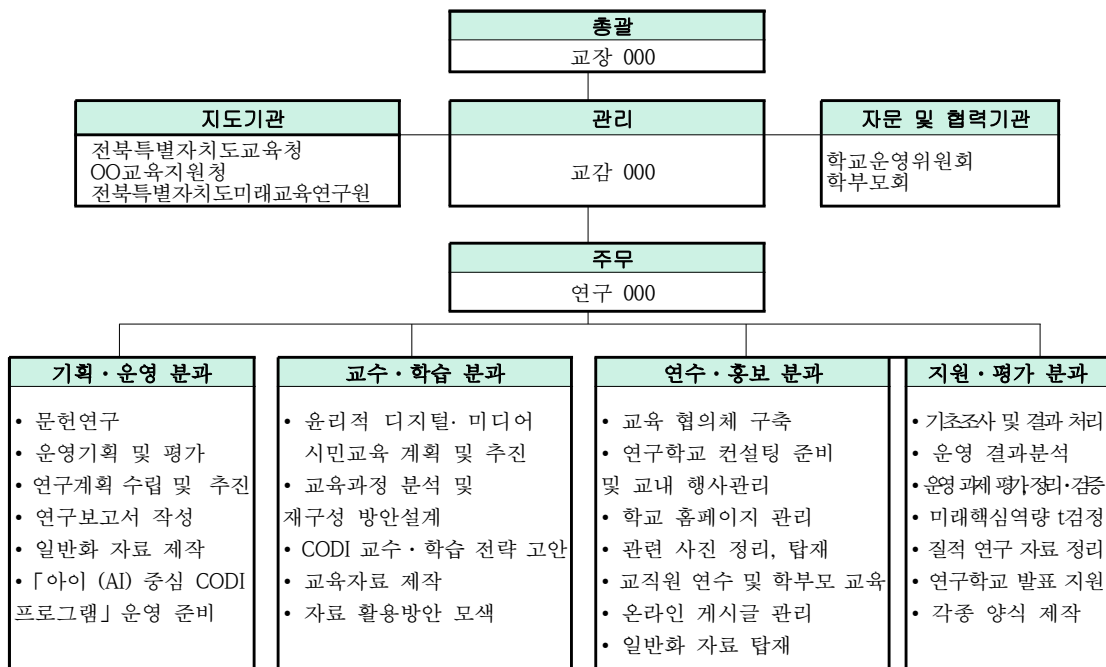 총괄
교장 000
지도기관
전북특별자치도교육청
OO교육지원청
전북특별자치도미래교육연구원
관리
교감 000
자문 및 협력기관
학교운영위원회
학부모회
주무
연구 000
기획·운영 분과
• 문헌연구
• 운영기획 및 평가
• 연구계획 수립 및 추진
• 연구보고서 작성
• 일반화 자료 제작
• 「아이 (AI) 중심 CODI
프로그램」 운영 준비
교수·학습 분과
• 윤리적 디지털· 미디어
시민교육 계획 및 추진
• 교육과정 분석 및
재구성 방안설계
• CODI 교수·학습 전략 고안
• 교육자료 제작
• 자료 활용방안 모색
연수·홍보 분과
• 교육 협의체 구축
• 연구학교 컨설팅 준비
및 교내 행사관리
• 학교 홈페이지 관리
• 관련 사진 정리, 탑재
• 교직원 연수 및 학부모 교육
• 온라인 게시글 관리
• 일반화 자료 탑재
지원·평가 분과
• 기초조사 및 결과 처리
• 운영 결과분석
• 운영 과제 평가,정리·검증
• 미래핵심역량 t검정
• 질적 연구 자료 정리
• 연구학교 발표 지원
• 각종 양식 제작